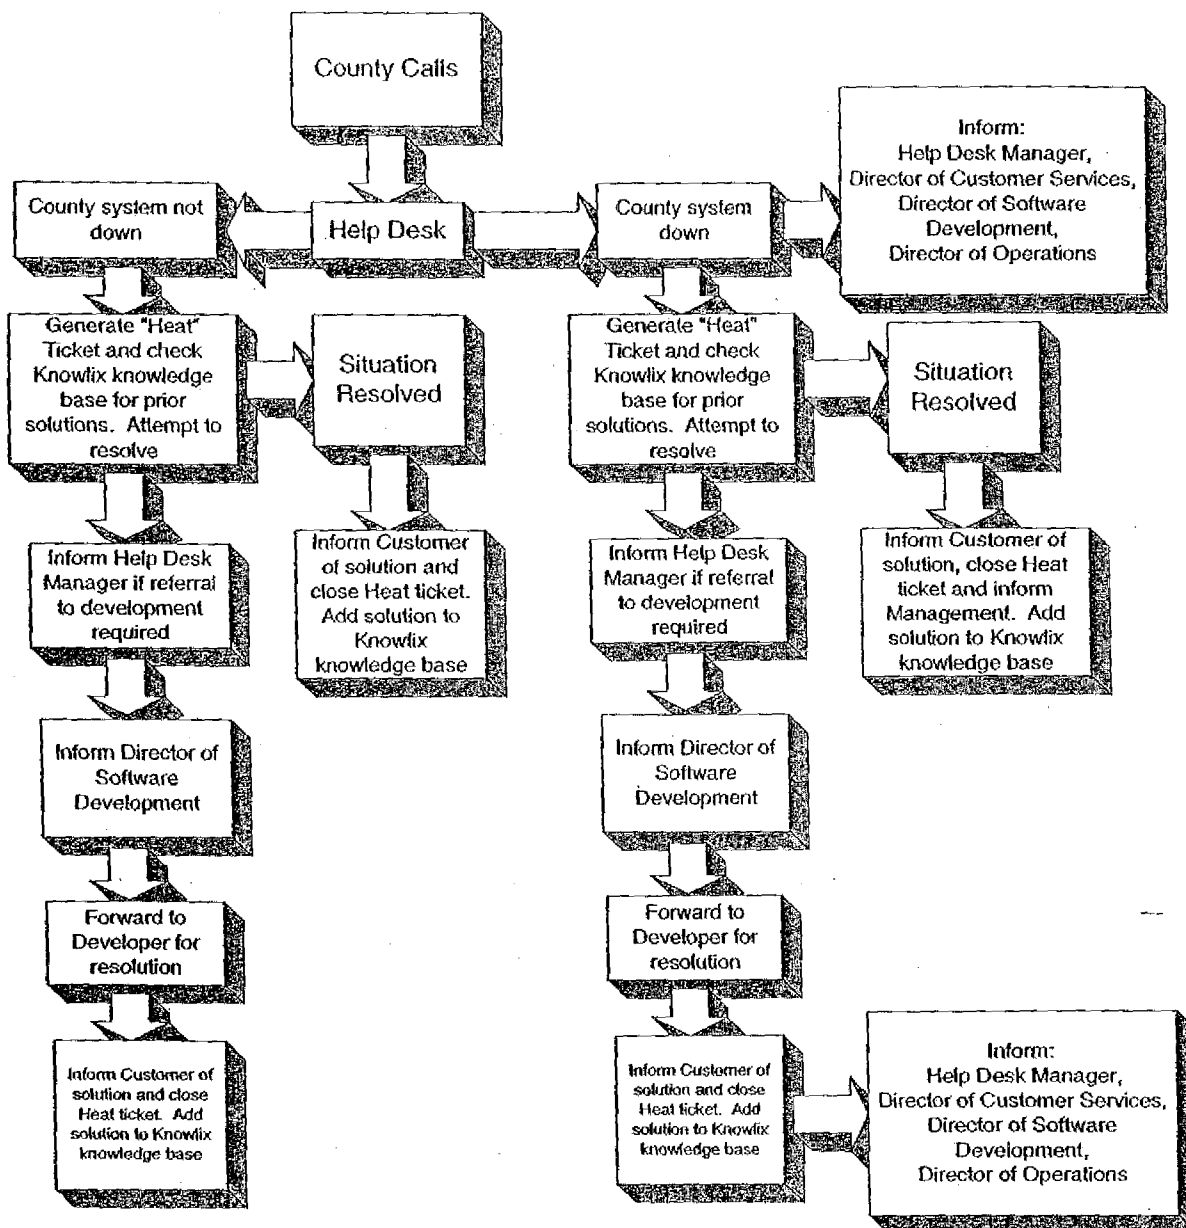 County Calls
Inform:
Help Desk Manager,
Director of Customer Services,
Director of Software
Development,
Director of Operations
County system not
down
Help Desk
County system
down
Generate "Heat"
Ticket and check
Knowlix knowledge
base for prior
solutions. Attempt to
resolve
Situation
Resolved
Generate "Heat"
Ticket and check
Knowlix knowledge
base for prior
solutions. Attempt to
resolve
Situation
Resolved
Inform Help Desk
Manager if referral
to development
required
Inform Customer
of solution and
close Heat ticket.
Add solution to
Knowlix
knowledge base
Inform Help Desk
Manager if referral
to development
required
Inform Customer of
solution, close Heat
ticket and inform
Management. Add
solution to Knowlix
knowledge base
Inform Director of
Software
Development
Inform Director of
Software
Development
Forward to
Developer for
resolution
Forward to
Developer for
resolution
Inform Customer of
solution and close
Heat ticket. Add
solution to Knowlix
knowledge base
Inform Customer of
solution and close
Heat ticket. Add
solution to Knowlix
knowledge base
Inform:
Help Desk Manager,
Director of Customer Services,
Director of Software
Development,
Director of Operations